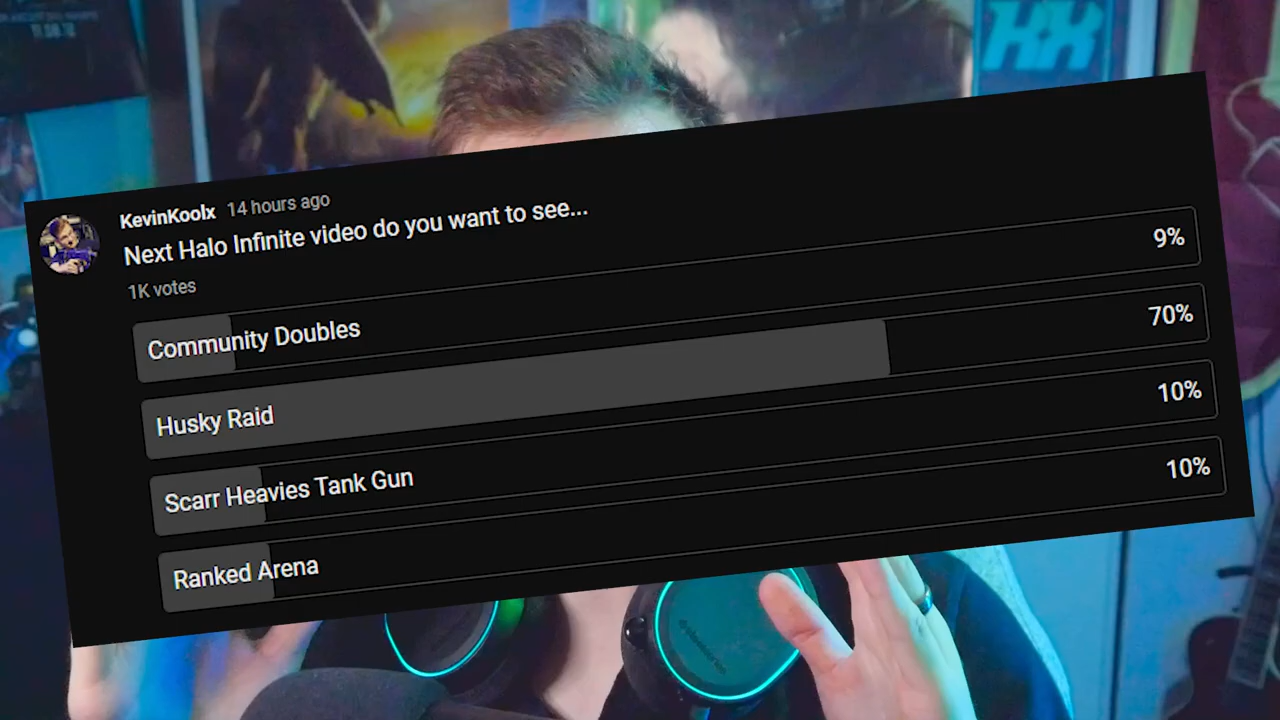 KX
KevinKoolx 14 hours ago
Next Halo Infinite video do you want to see...
1K votes
Community Doubles 9%
Husky Raid 70%
Scarr Heavies Tank Gun 10%
Ranked Arena 10%